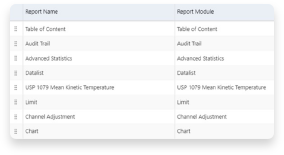 Report Name Report Module
Table of Content Table of Content
Audit Trail Audit Trail
Advanced Statistics Advanced Statistics
Datalist Datalist
USP 1079 Mean Kinetic Temperature USP 1079 Mean Kinetic Temperature
Limit Limit
Channel Adjustment Channel Adjustment
Chart Chart